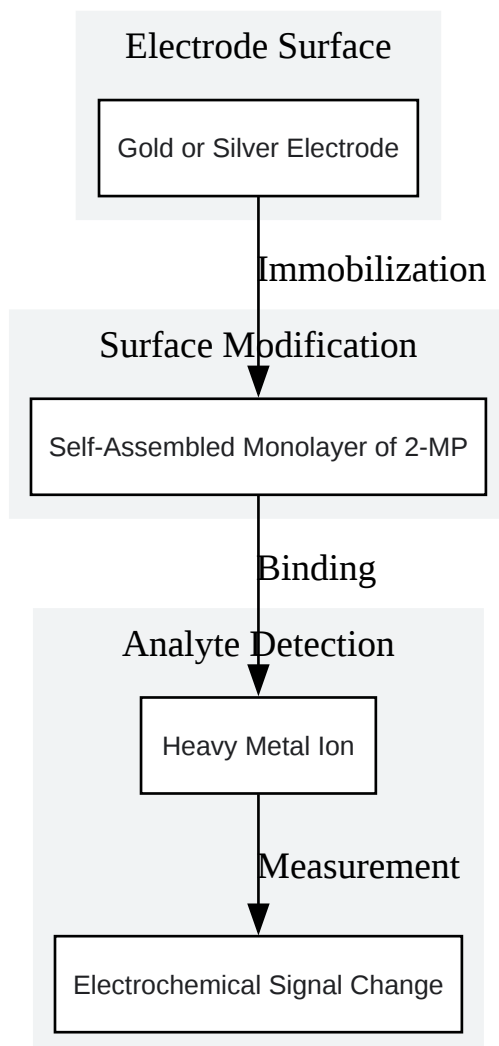 Electrode Surface
Gold or Silver Electrode
Immobilization
Surface Modification
Self-Assembled Monolayer of 2-MP
Binding
Analyte Detection
Heavy Metal Ion
Measurement
Electrochemical Signal Change